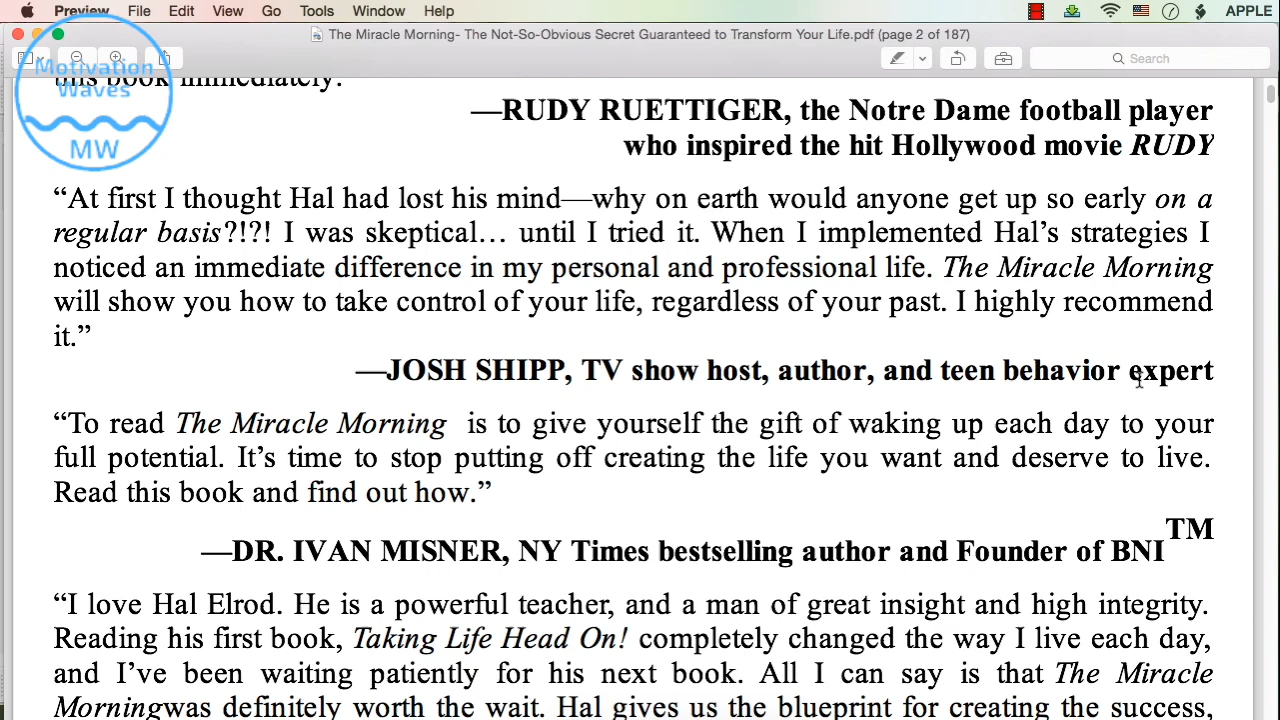 Preview File Edit View Go Tools Window Help APPLE
The Miracle Morning- The Not-So-Obvious Secret Guaranteed to Transform Your Life.pdf (page 2 of 187)
Search
Motivation
Waves
MW
this book immediately.
—RUDY RUETTIGER, the Notre Dame football player
who inspired the hit Hollywood movie RUDY
“At first I thought Hal had lost his mind—why on earth would anyone get up so early on a
regular basis?!?! I was skeptical… until I tried it. When I implemented Hal’s strategies I
noticed an immediate difference in my personal and professional life. The Miracle Morning
will show you how to take control of your life, regardless of your past. I highly recommend
it.”
—JOSH SHIPP, TV show host, author, and teen behavior expert
“To read The Miracle Morning is to give yourself the gift of waking up each day to your
full potential. It’s time to stop putting off creating the life you want and deserve to live.
Read this book and find out how.”
—DR. IVAN MISNER, NY Times bestselling author and Founder of BNI TM
“I love Hal Elrod. He is a powerful teacher, and a man of great insight and high integrity.
Reading his first book, Taking Life Head On! completely changed the way I live each day,
and I’ve been waiting patiently for his next book. All I can say is that The Miracle
Morningwas definitely worth the wait. Hal gives us the blueprint for creating the success,